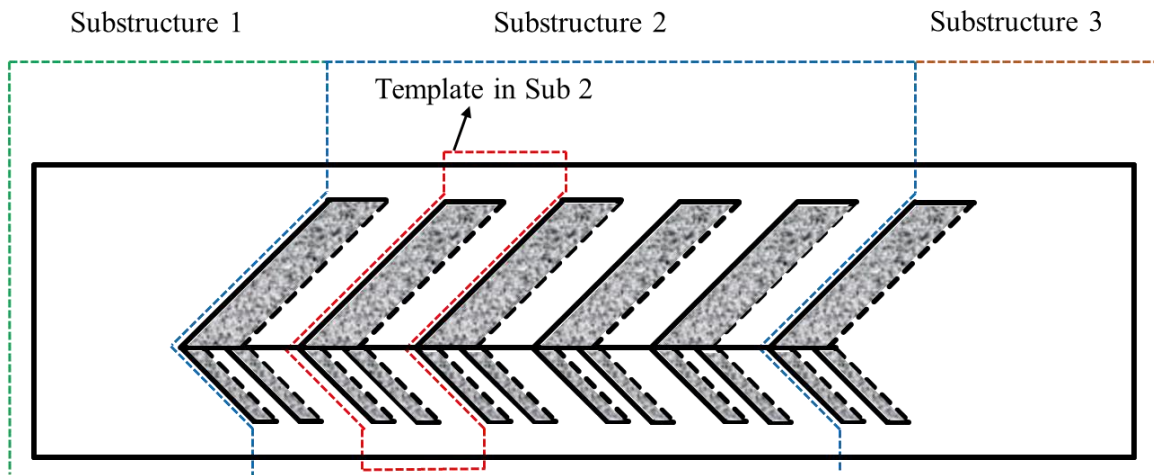 Substructure 1
Substructure 2
Substructure 3
Template in Sub 2